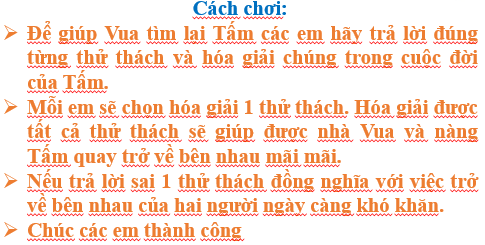 Cách chơi:
➢ Để giúp Vua tìm lại Tấm các em hãy trả lời đúng
từng thử thách và hóa giải chúng trong cuộc đời
của Tấm.
➢ Mỗi em sẽ chọn hóa giải 1 thử thách. Hóa giải được
tất cả thử thách sẽ giúp được nhà Vua và nàng
Tấm quay trở về bên nhau mãi mãi.
➢ Nếu trả lời sai 1 thử thách đồng nghĩa với việc trở
về bên nhau của hai người ngày càng khó khăn.
➢ Chúc các em thành công